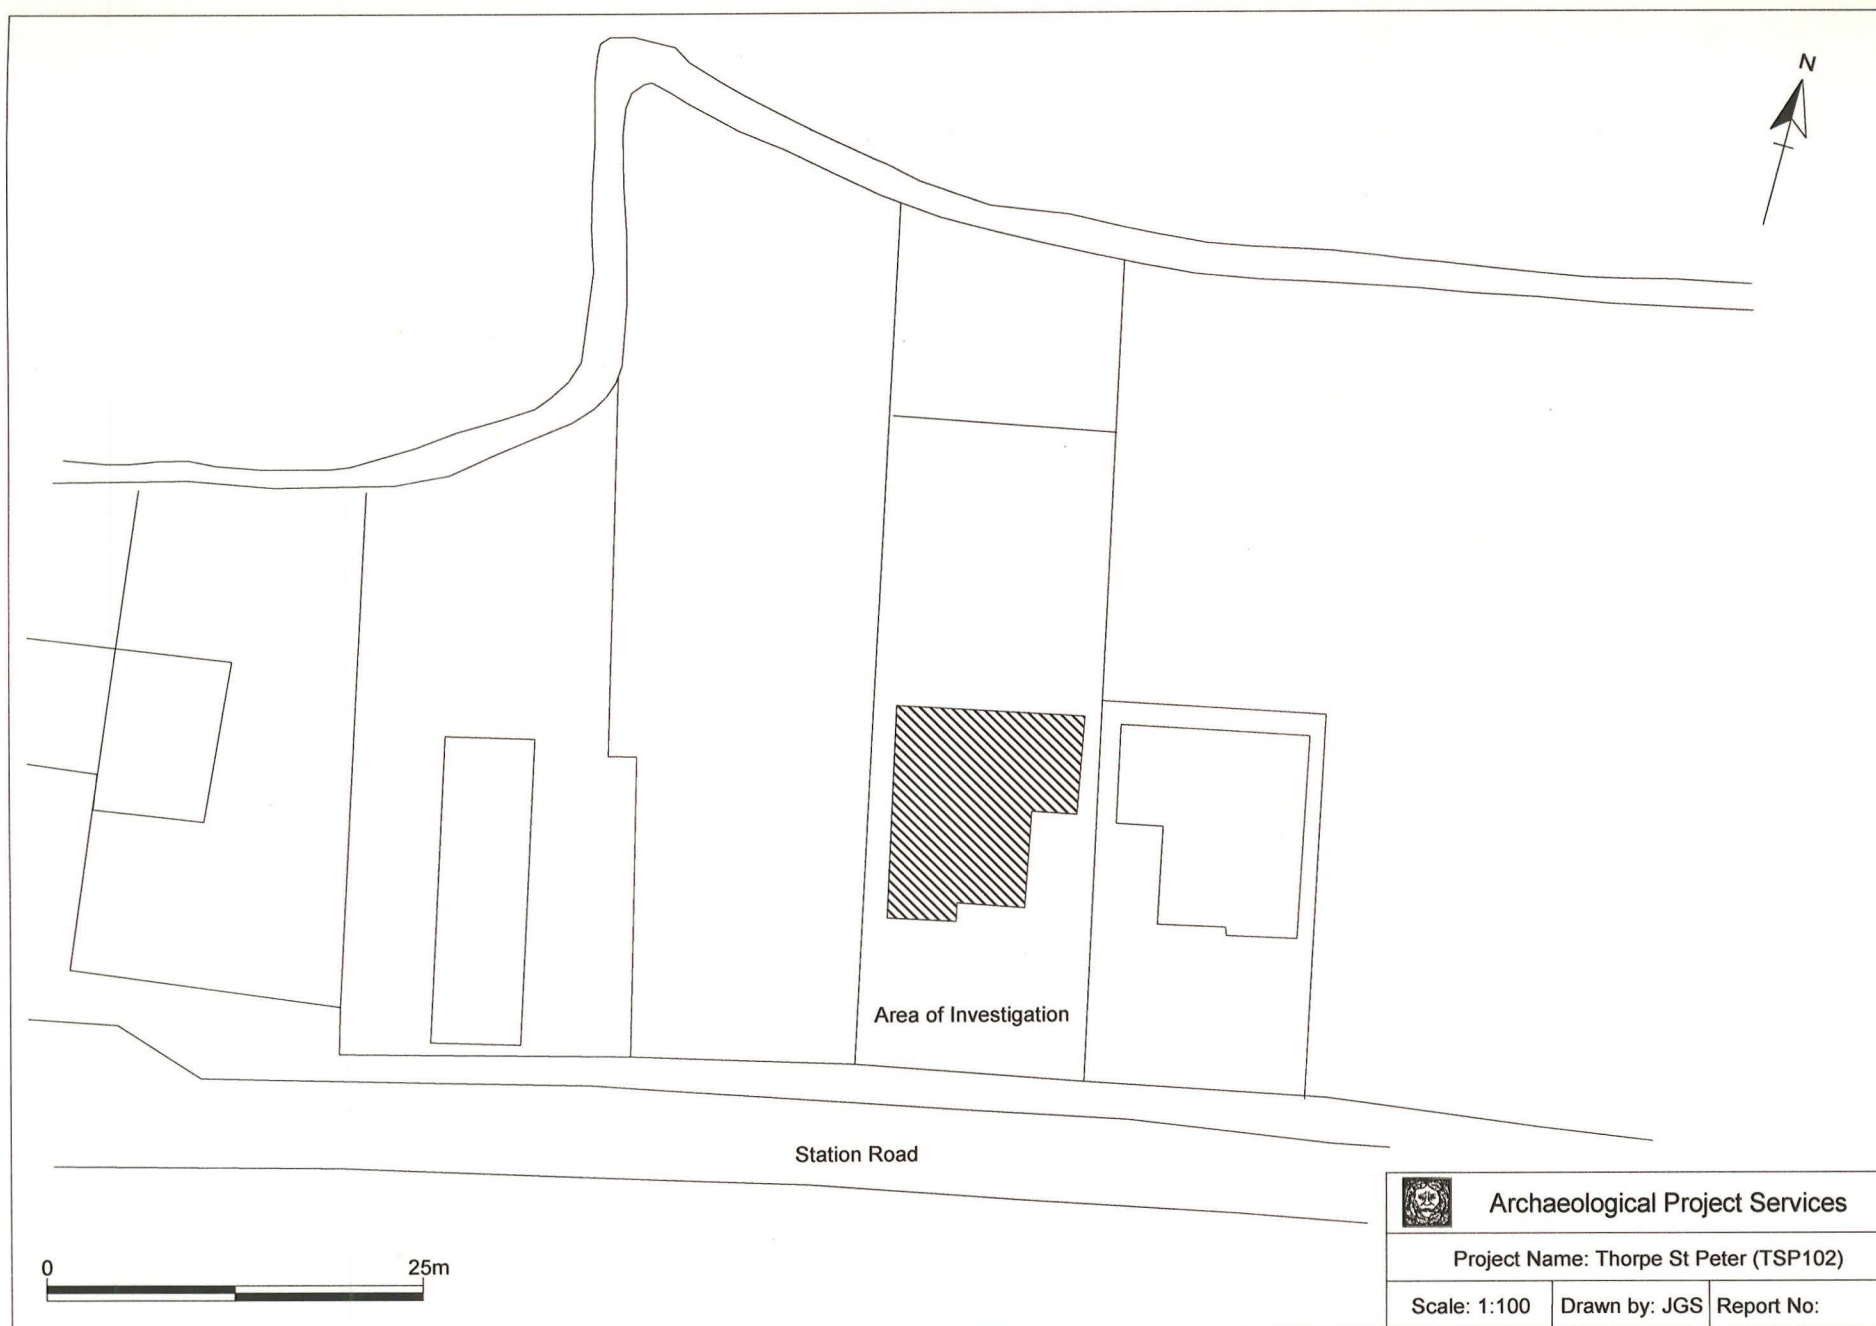 N
Area of Investigation
Station Road
0 25m
Archaeological Project Services
Project Name: Thorpe St Peter (TSP102)
Scale: 1:100 Drawn by: JGS Report No: